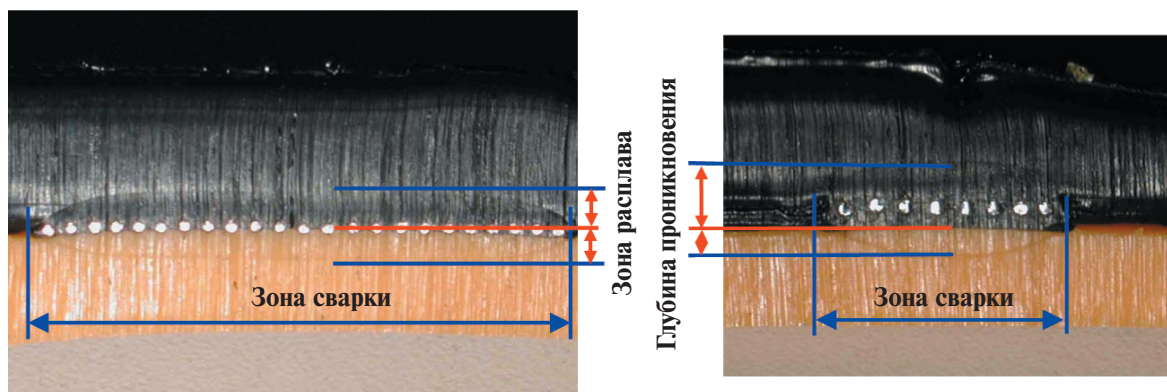 Зона сварки
Зона расплава
Глубина проникновения
Зона сварки